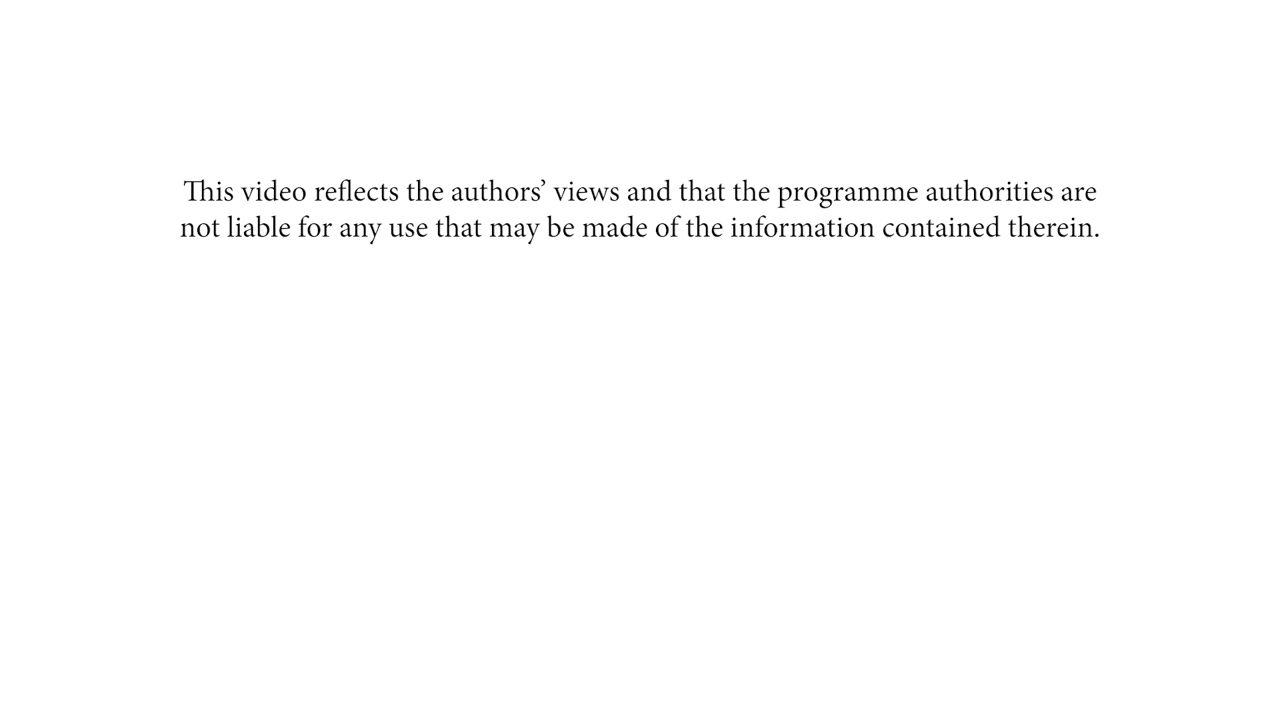 This video reflects the authors’ views and that the programme authorities are
not liable for any use that may be made of the information contained therein.